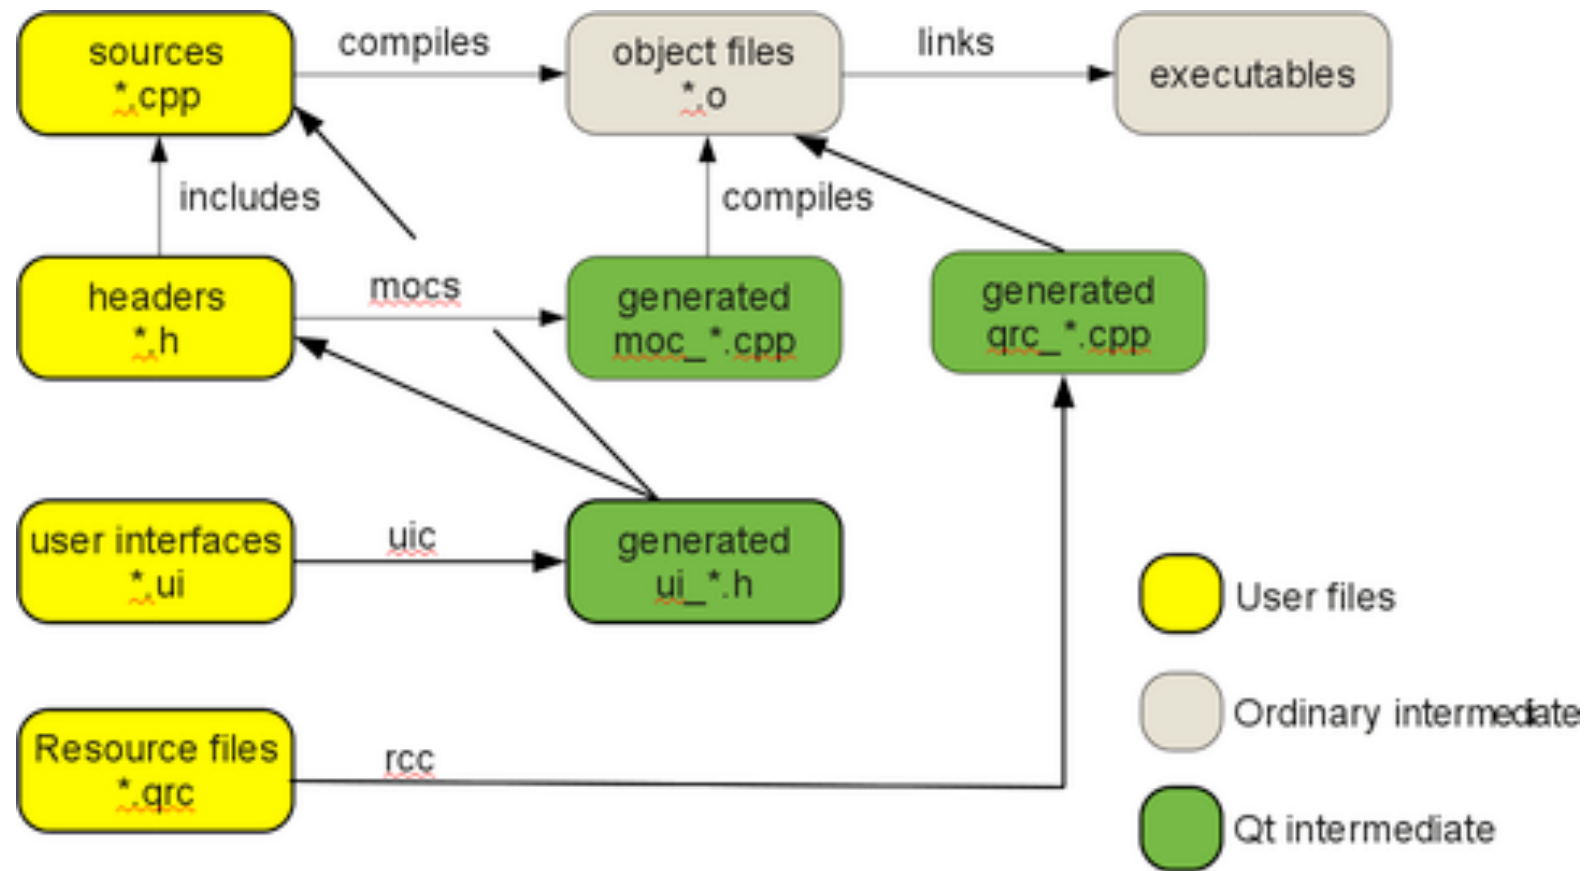 sources
*.cpp
compiles
object files
*.o
links
executables
includes
compiles
headers
*.h
mocs
generated
moc_*.cpp
generated
qrc_*.cpp
user interfaces
*.ui
uic
generated
ui_*.h
User files
Ordinary intermediate
Resource files
*.qrc
rcc
Qt intermediate